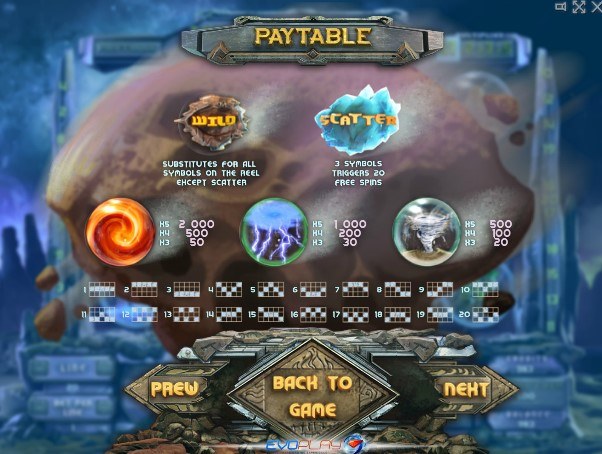 PAYTABLE
WILD
SCATTER
SUBSTITUTES FOR ALL
SYMBOLS ON THE REEL
EXCEPT SCATTER
3 SYMBOLS
TRIGGERS 20
FREE SPINS
X5 2 000
X4 500
X3 50
X5 1 000
X4 200
X3 30
X5 500
X4 100
X3 20
1 2 3 4 5 6 7 8 9 10
11 12 13 14 15 16 17 18 19 20
PREW
BACK TO
GAME
NEXT
EVOPLAY